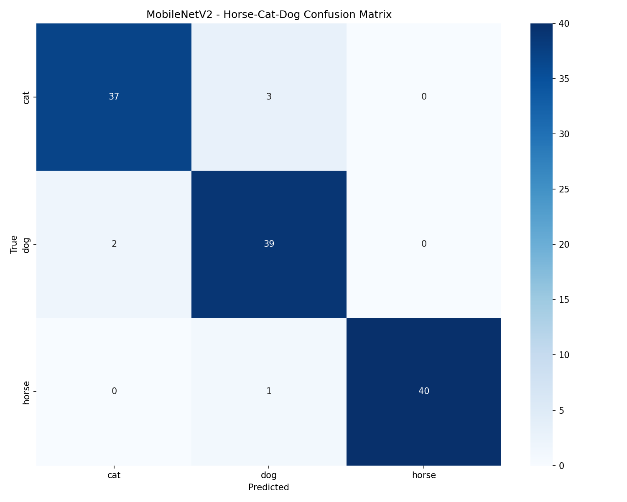 MobileNetV2 - Horse-Cat-Dog Confusion Matrix
cat
37
3
0
True
dog
2
39
0
horse
0
1
40
cat
dog
horse
Predicted
40
35
30
25
20
15
10
5
0